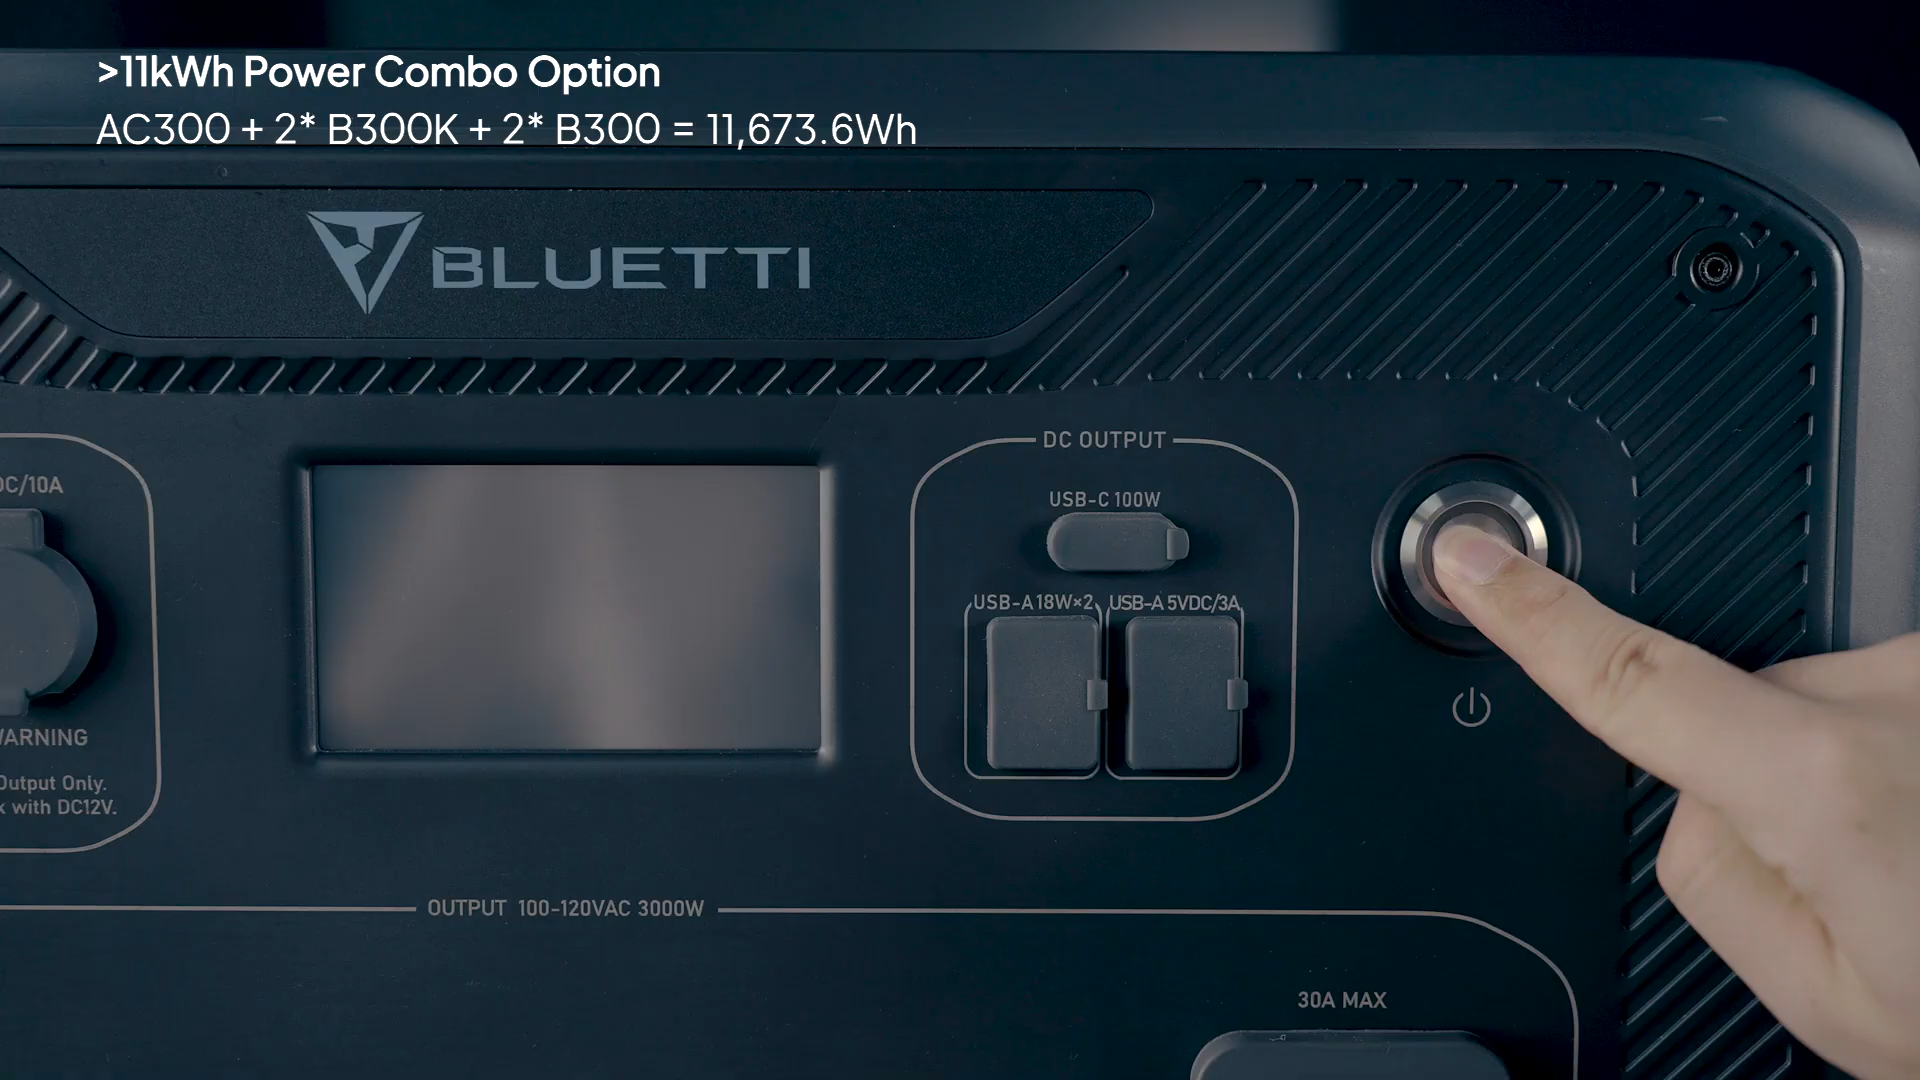 >11kWh Power Combo Option
AC300 + 2* B300K + 2* B300 = 11,673.6Wh
BLUETTI
DC OUTPUT
DC/10A
USB-C 100W
USB-A 18W×2
USB-A 5VDC/3A
WARNING
Output Only.
with DC12V.
OUTPUT 100-120VAC 3000W
30A MAX